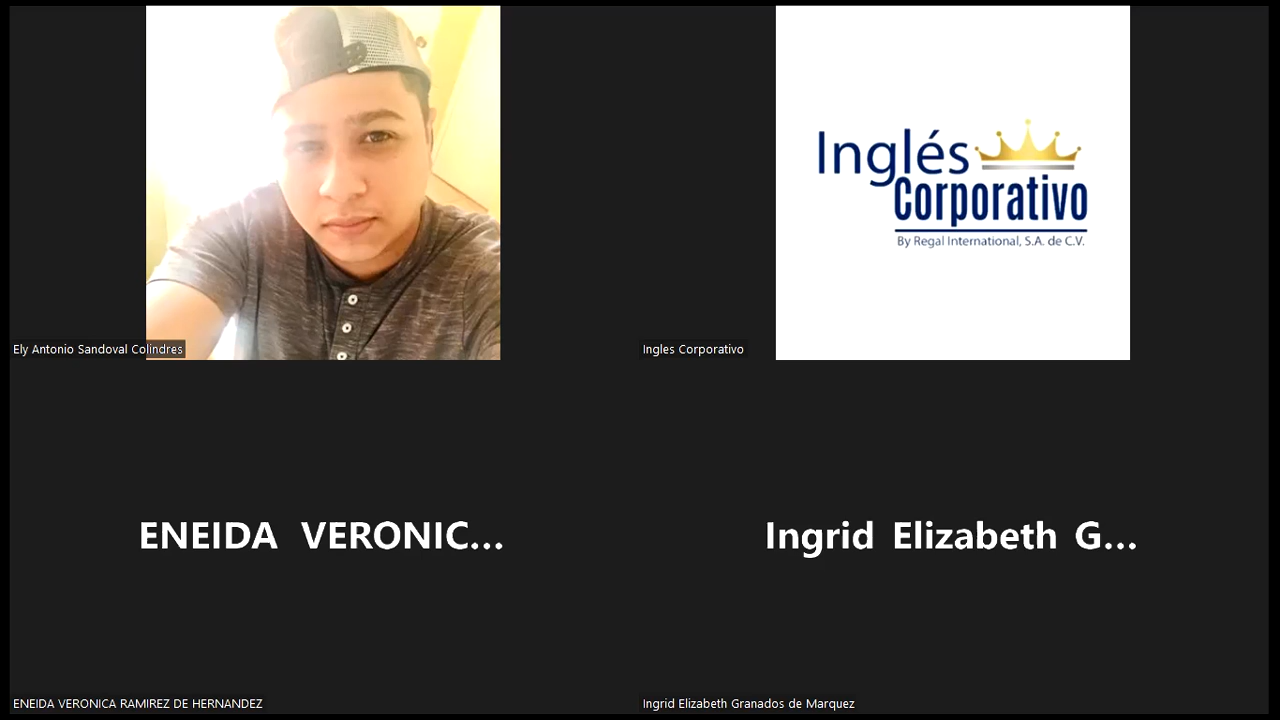 Inglés
Corporativo
By Regal International, S.A. de C.V.
Ely Antonio Sandoval Colindres
Ingles Corporativo
ENEIDA VERONIC...
Ingrid Elizabeth G...
ENEIDA VERONICA RAMIREZ DE HERNANDEZ
Ingrid Elizabeth Granados de Marquez